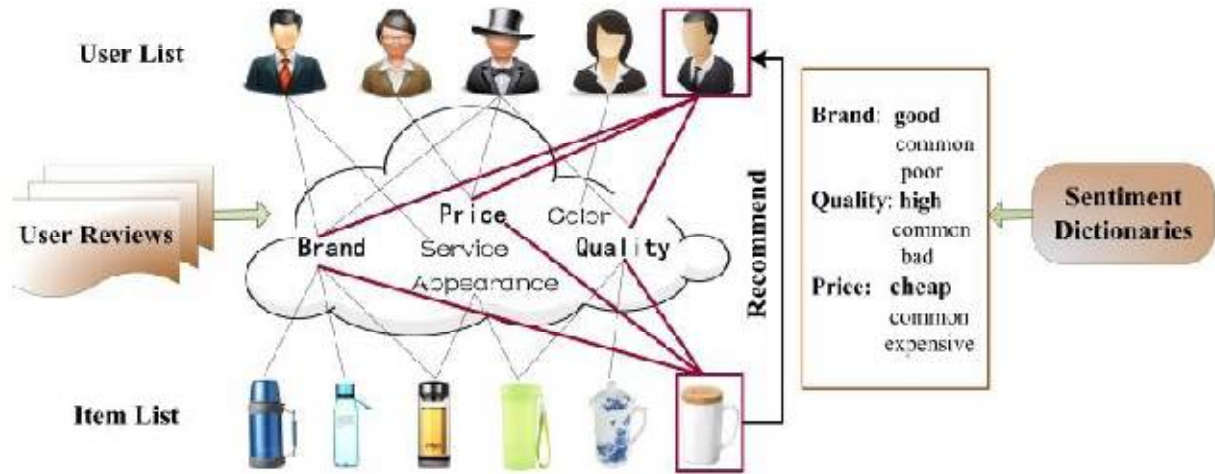 User List
User Reviews
Price
Color
Brand
Service
Quality
Appearance
Item List
Recommend
Brand: good
common
poor
Quality: high
common
bad
Price: cheap
common
expensive
Sentiment
Dictionaries